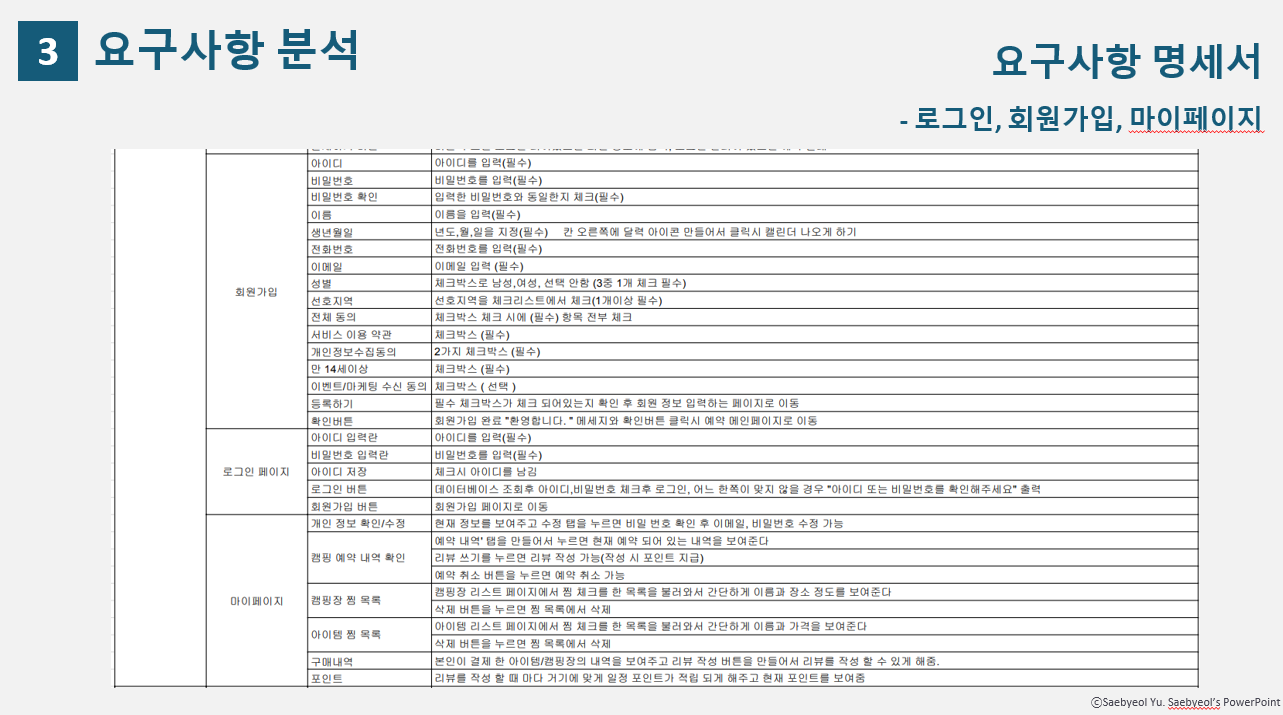 3 요구사항 분석
요구사항 명세서
- 로그인, 회원가입, 마이페이지
회원가입
아이디 아이디를 입력(필수)
비밀번호 비밀번호를 입력(필수)
비밀번호 확인 입력한 비밀번호와 동일한지 체크(필수)
이름 이름을 입력(필수)
생년월일 년도,월,일을 지정(필수) 칸 오른쪽에 달력 아이콘 만들어서 클릭시 캘린더 나오게 하기
전화번호 전화번호를 입력(필수)
이메일 이메일 입력 (필수)
성별 체크박스로 남성,여성, 선택 안함 (3중 1개 체크 필수)
선호지역 선호지역을 체크리스트에서 체크(1개이상 필수)
전체 동의 체크박스 체크 시에 (필수) 항목 전부 체크
서비스 이용 약관 체크박스 (필수)
개인정보수집동의 2가지 체크박스 (필수)
만 14세이상 체크박스 (필수)
이벤트/마케팅 수신 동의 체크박스 ( 선택 )
등록하기 필수 체크박스가 체크 되어있는지 확인 후 회원 정보 입력하는 페이지로 이동
확인버튼 회원가입 완료 "환영합니다. " 메세지와 확인버튼 클릭시 예약 메인페이지로 이동
로그인 페이지
아이디 입력란 아이디를 입력(필수)
비밀번호 입력란 비밀번호를 입력(필수)
아이디 저장 체크시 아이디를 남김
로그인 버튼 데이터베이스 조회후 아이디,비밀번호 체크후 로그인, 어느 한쪽이 맞지 않을 경우 "아이디 또는 비밀번호를 확인해주세요" 출력
회원가입 버튼 회원가입 페이지로 이동
마이페이지
개인 정보 확인/수정 현재 정보를 보여주고 수정 탭을 누르면 비밀 번호 확인 후 이메일, 비밀번호 수정 가능
캠핑 예약 내역 확인
예약 내역' 탭을 만들어서 누르면 현재 예약 되어 있는 내역을 보여준다
리뷰 쓰기를 누르면 리뷰 작성 가능(작성 시 포인트 지급)
예약 취소 버튼을 누르면 예약 취소 가능
캠핑장 찜 목록
캠핑장 리스트 페이지에서 찜 체크를 한 목록을 불러와서 간단하게 이름과 장소 정도를 보여준다
삭제 버튼을 누르면 찜 목록에서 삭제
아이템 찜 목록
아이템 리스트 페이지에서 찜 체크를 한 목록을 불러와서 간단하게 이름과 가격을 보여준다
삭제 버튼을 누르면 찜 목록에서 삭제
구매내역 본인이 결제 한 아이템/캠핑장의 내역을 보여주고 리뷰 작성 버튼을 만들어서 리뷰를 작성 할 수 있게 해줌.
포인트 리뷰를 작성 할 때 마다 거기에 맞게 일정 포인트가 적립 되게 해주고 현재 포인트를 보여줌
ⓒSaebyeol Yu. Saebyeol's PowerPoint